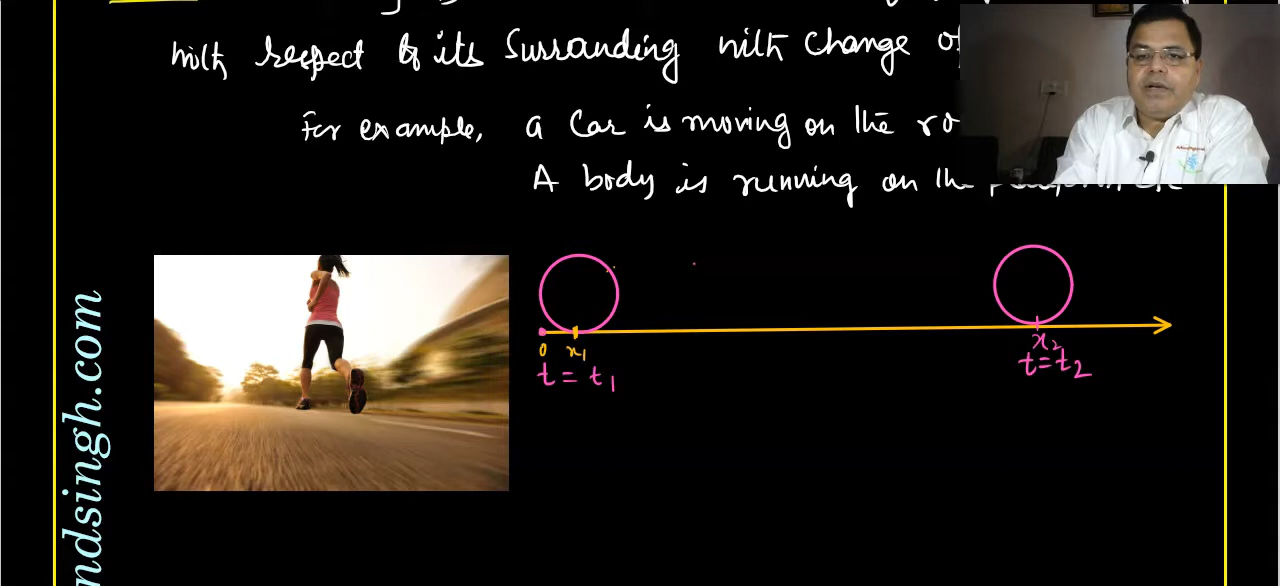 with respect to its Surranding with change of
For example, a Car is moving on the ro
A body is running on the
0 x₁ x₂
t = t₁ t=t₂
ndsingh.com